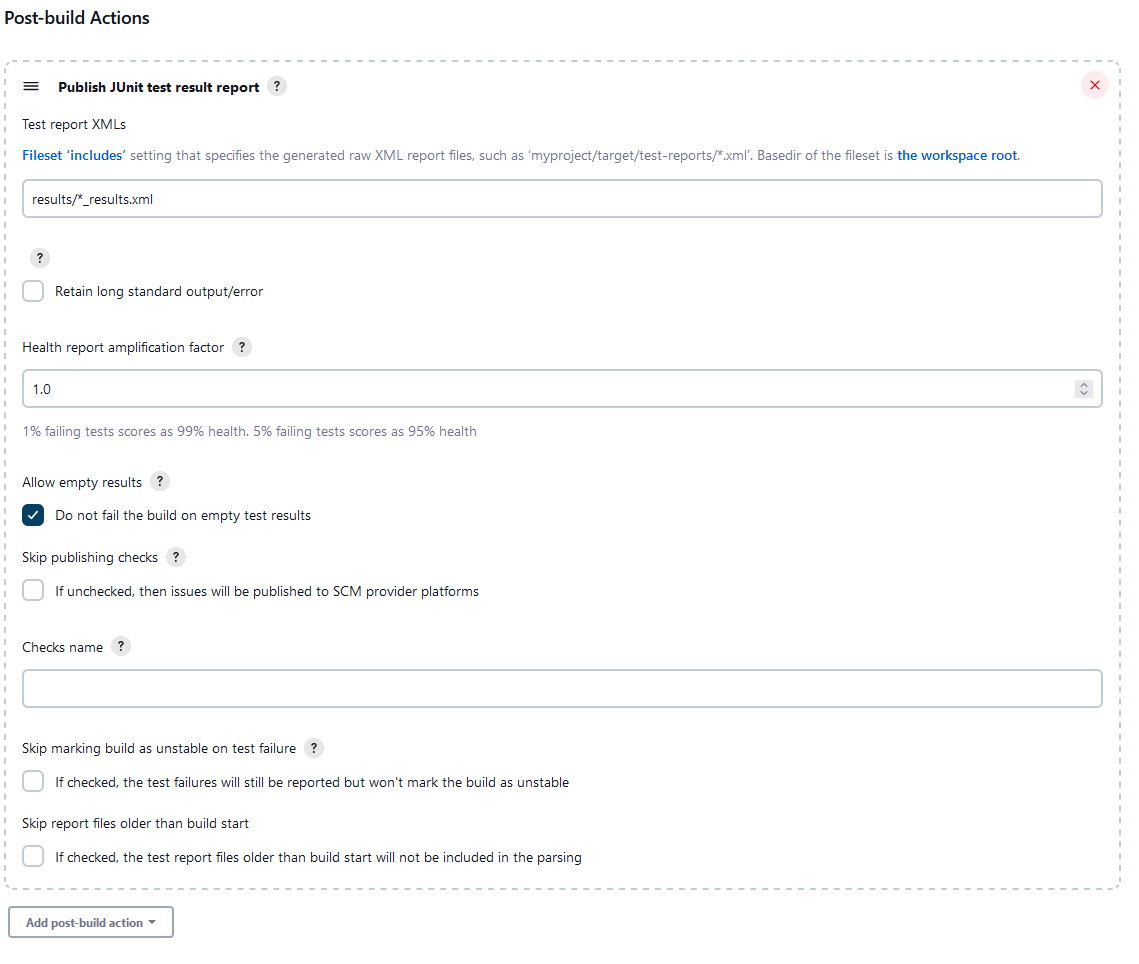 Post-build Actions
Publish JUnit test result report ?
Test report XMLs
Fileset ‘includes’ setting that specifies the generated raw XML report files, such as ‘myproject/target/test-reports/*.xml’. Basedir of the fileset is the workspace root.
results/*_results.xml
?
Retain long standard output/error
Health report amplification factor ?
1.0
1% failing tests scores as 99% health. 5% failing tests scores as 95% health
Allow empty results ?
Do not fail the build on empty test results
Skip publishing checks ?
If unchecked, then issues will be published to SCM provider platforms
Checks name ?
Skip marking build as unstable on test failure ?
If checked, the test failures will still be reported but won't mark the build as unstable
Skip report files older than build start
If checked, the test report files older than build start will not be included in the parsing
Add post-build action